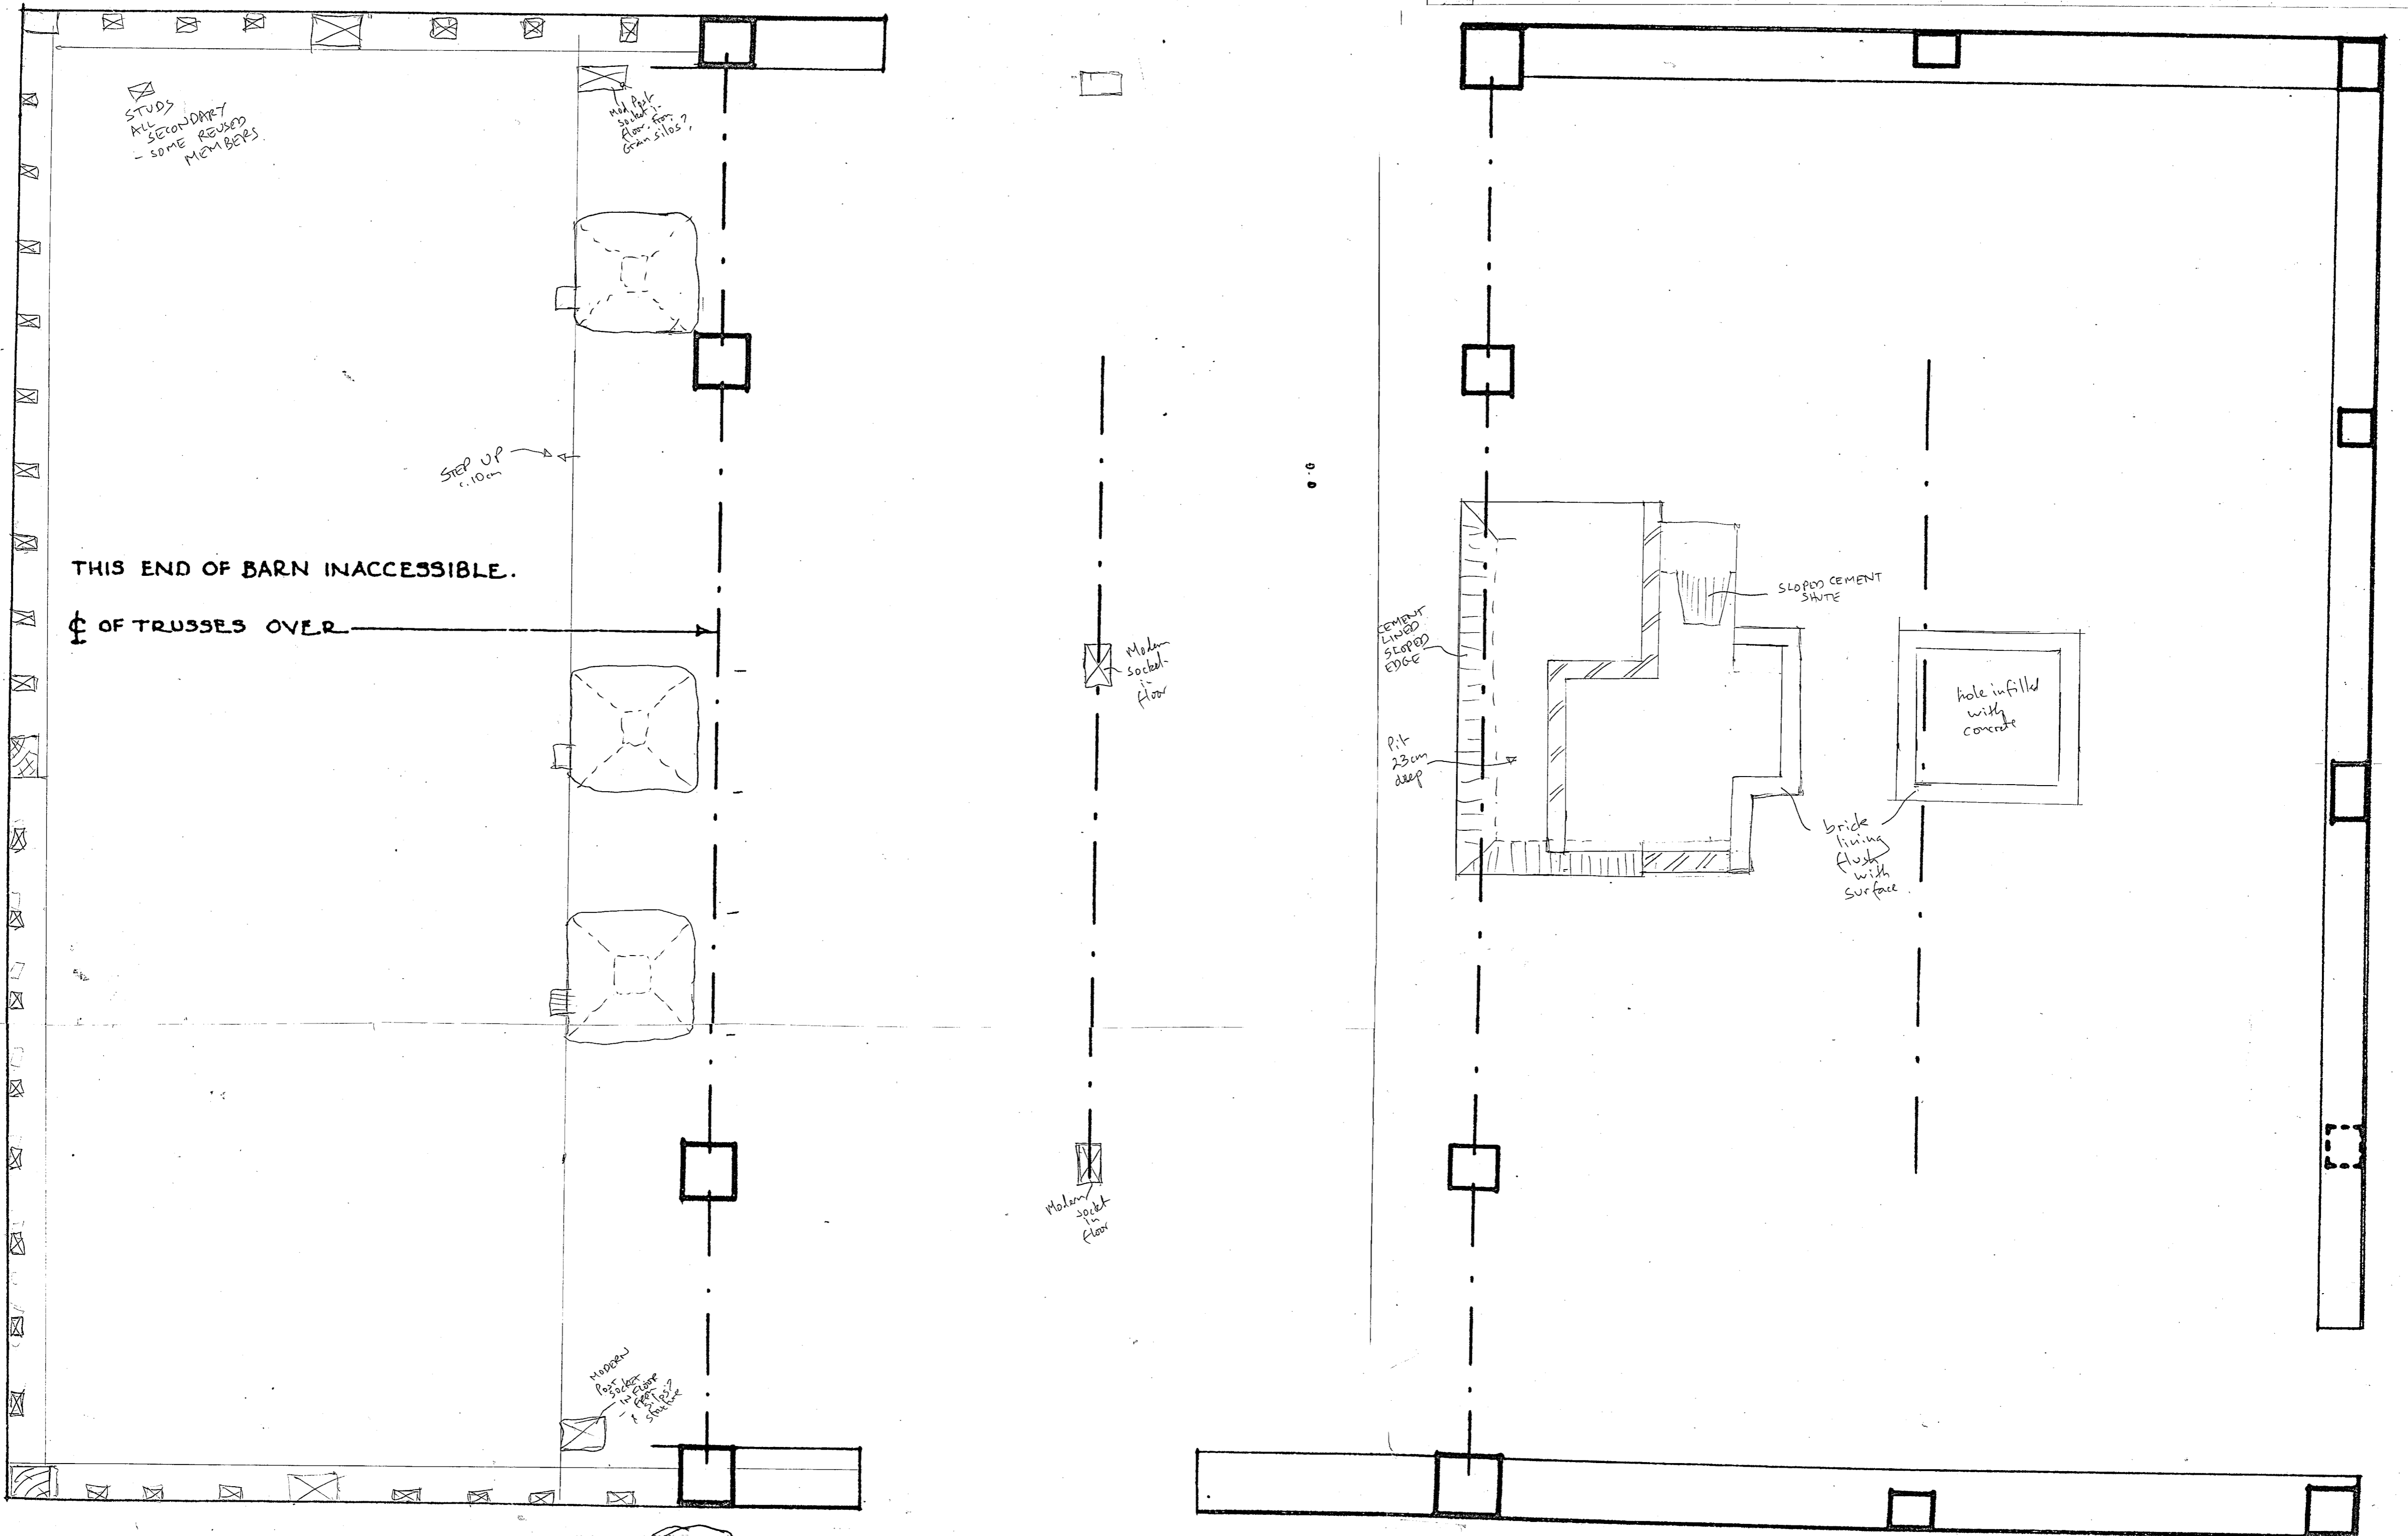 STUDS
ALL
SECONDARY
- SOME REUSED
MEMBERS.
Mod Post
socket in
floor. from
Grain silos?
STEP UP
c.10cm
THIS END OF BARN INACCESSIBLE.
℄ OF TRUSSES OVER
Modern
socket
in
floor
Modern
socket
in
floor
MODERN
Post
socket
IN FLOOR
- FROM
silos?
structure
CEMENT
LINED
SLOPED
EDGE
Pit
23cm
deep
SLOPED CEMENT
SHUTE
hole infilled
with
concrete
brick
lining
flush
with
surface.